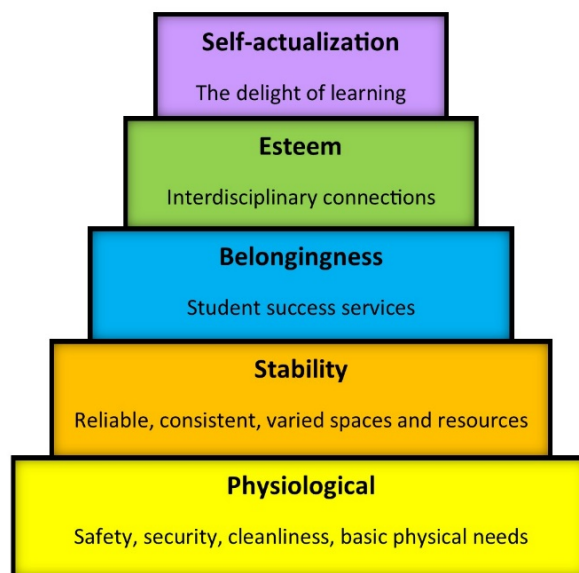 Self-actualization
The delight of learning
Esteem
Interdisciplinary connections
Belongingness
Student success services
Stability
Reliable, consistent, varied spaces and resources
Physiological
Safety, security, cleanliness, basic physical needs